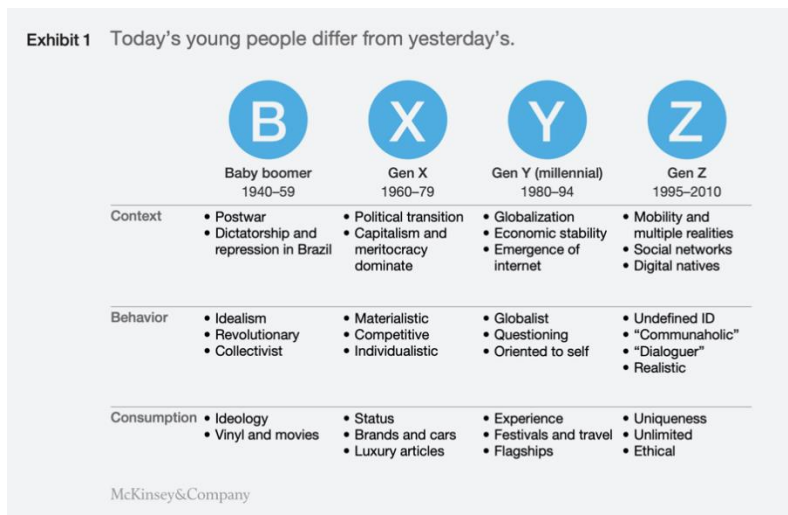 Exhibit 1 Today's young people differ from yesterday's.
B X Y Z
Baby boomer Gen X Gen Y (millennial) Gen Z
1940–59 1960–79 1980–94 1995–2010
Context
• Postwar
• Dictatorship and
repression in Brazil
• Political transition
• Capitalism and
meritocracy
dominate
• Globalization
• Economic stability
• Emergence of
internet
• Mobility and
multiple realities
• Social networks
• Digital natives
Behavior
• Idealism
• Revolutionary
• Collectivist
• Materialistic
• Competitive
• Individualistic
• Globalist
• Questioning
• Oriented to self
• Undefined ID
• “Communaholic”
• “Dialoguer”
• Realistic
Consumption
• Ideology
• Vinyl and movies
• Status
• Brands and cars
• Luxury articles
• Experience
• Festivals and travel
• Flagships
• Uniqueness
• Unlimited
• Ethical
McKinsey&Company